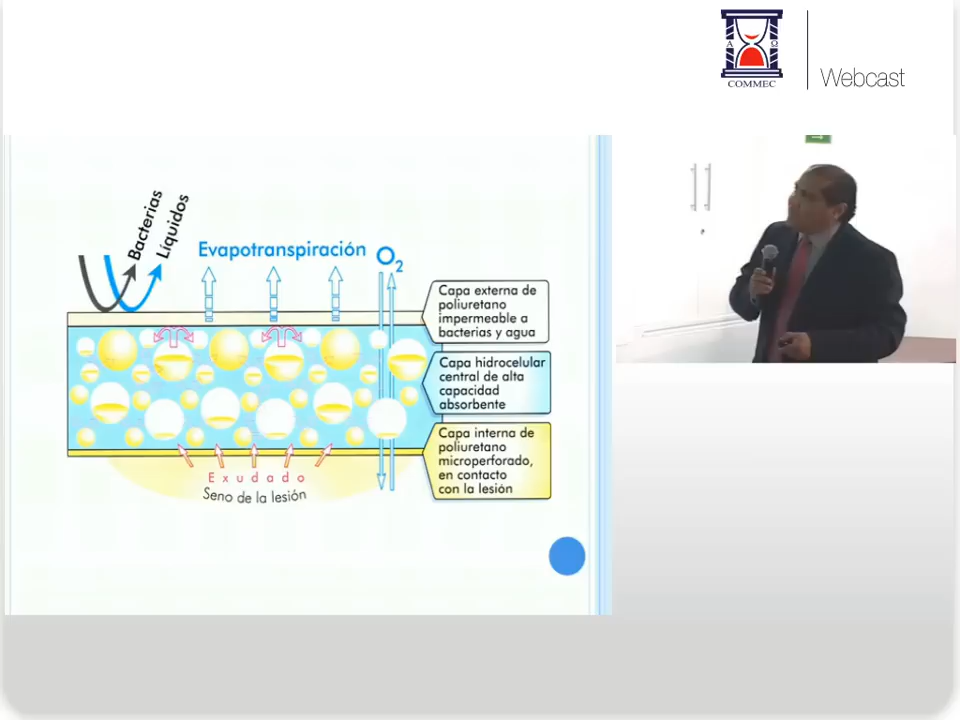 A Ω
COMMEC
Webcast
Bacterias
Líquidos
Evapotranspiración
O2
Capa externa de
poliuretano
impermeable a
bacterias y agua
Capa hidrocelular
central de alta
capacidad
absorbente
Capa interna de
poliuretano
microperforado,
en contacto
con la lesión
Exudado
Seno de la lesión